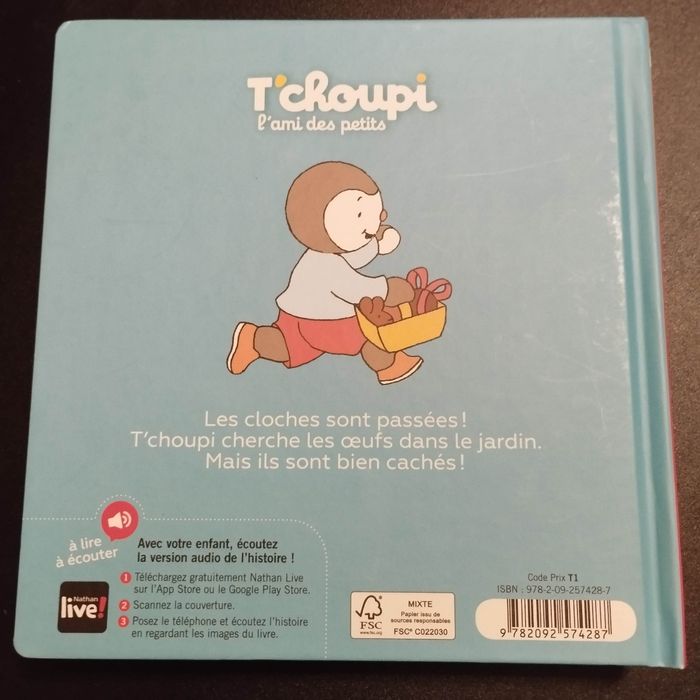 T'choupi
l'ami des petits
Les cloches sont passées !
T'choupi cherche les œufs dans le jardin.
Mais ils sont bien cachés !
à lire
à écouter
Avec votre enfant, écoutez
la version audio de l'histoire !
1 Téléchargez gratuitement Nathan Live
sur l'App Store ou le Google Play Store.
2 Scannez la couverture.
3 Posez le téléphone et écoutez l'histoire
en regardant les images du livre.
Nathan
live!
FSC
www.fsc.org
MIXTE
Papier issu de
sources responsables
FSC® C022030
Code Prix T1
ISBN : 978-2-09-257428-7
9 782092 574287